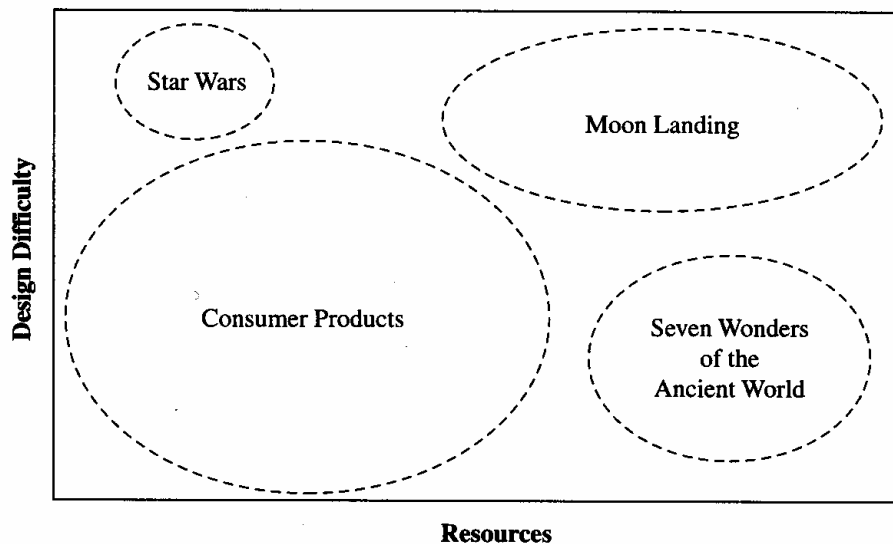 Star Wars
Moon Landing
Design Difficulty
Consumer Products
Seven Wonders
of the
Ancient World
Resources